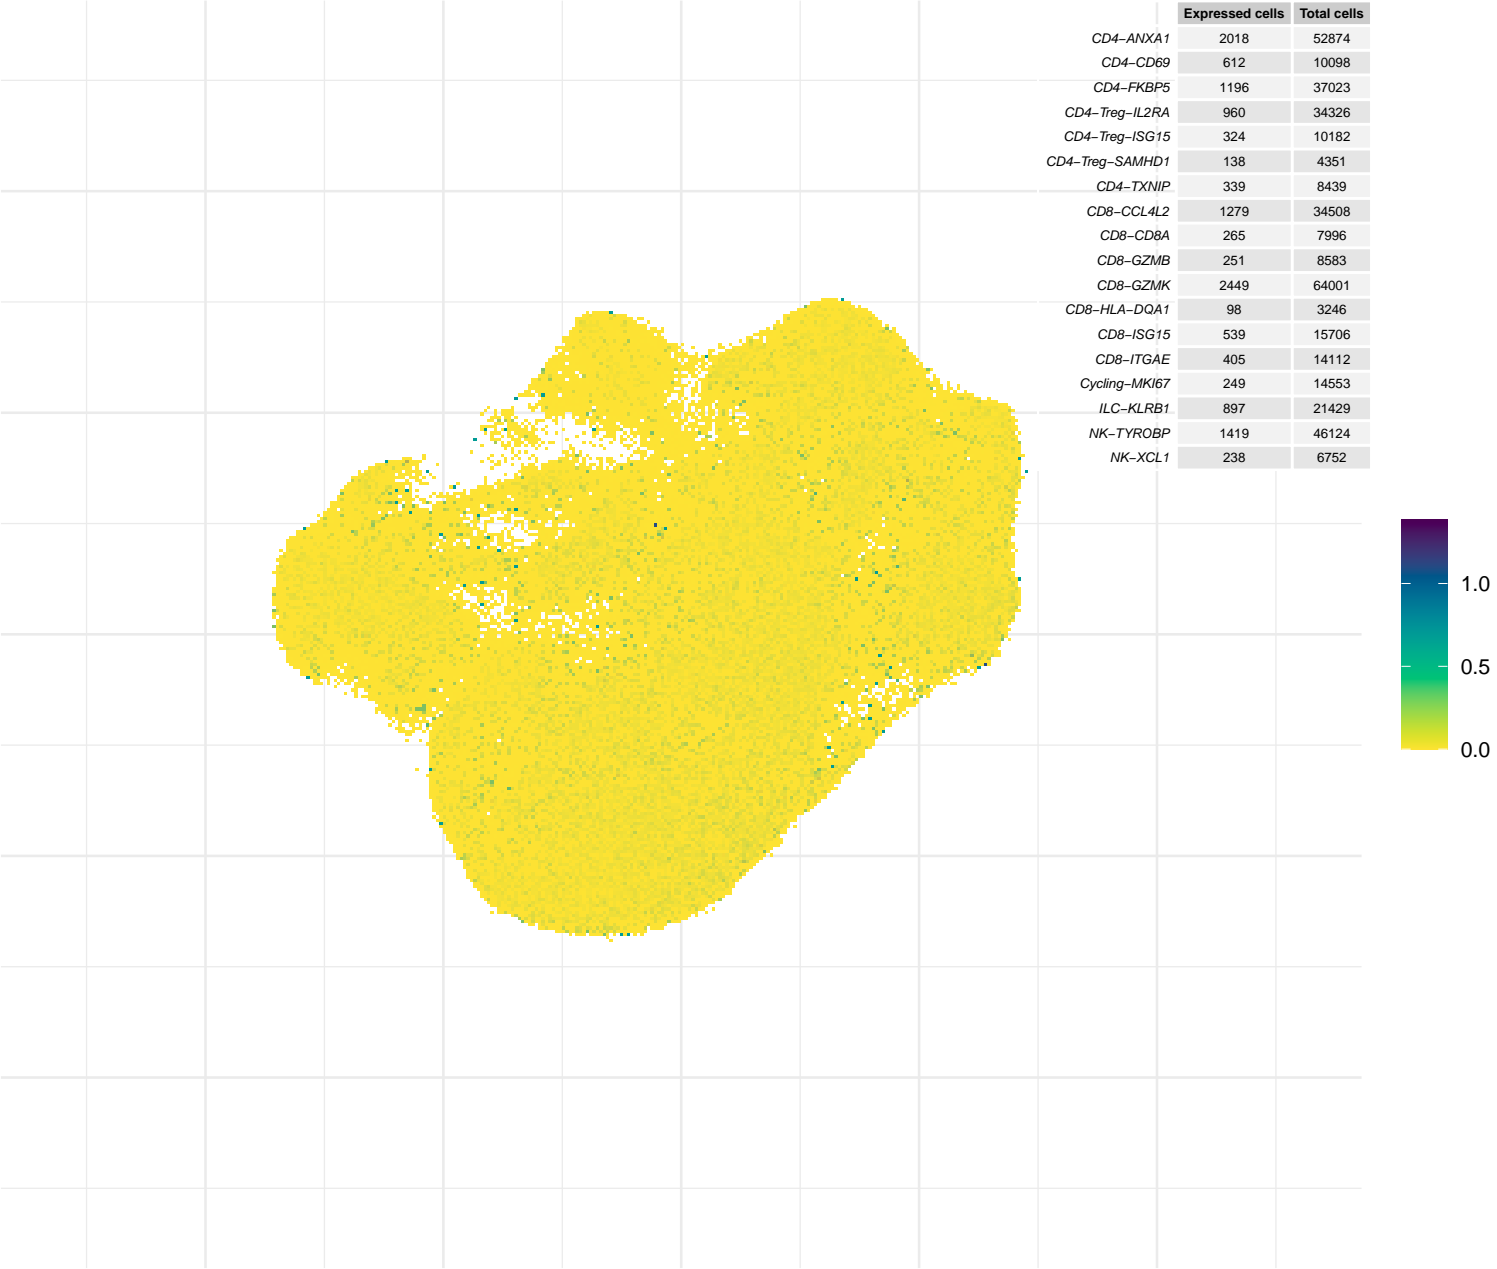 Expressed cells Total cells
CD4−ANXA1 2018 52874
CD4−CD69 612 10098
CD4−FKBP5 1196 37023
CD4−Treg−IL2RA 960 34326
CD4−Treg−ISG15 324 10182
CD4−Treg−SAMHD1 138 4351
CD4−TXNIP 339 8439
CD8−CCL4L2 1279 34508
CD8−CD8A 265 7996
CD8−GZMB 251 8583
CD8−GZMK 2449 64001
CD8−HLA−DQA1 98 3246
CD8−ISG15 539 15706
CD8−ITGAE 405 14112
Cycling−MKI67 249 14553
ILC−KLRB1 897 21429
NK−TYROBP 1419 46124
NK−XCL1 238 6752
1.0
0.5
0.0